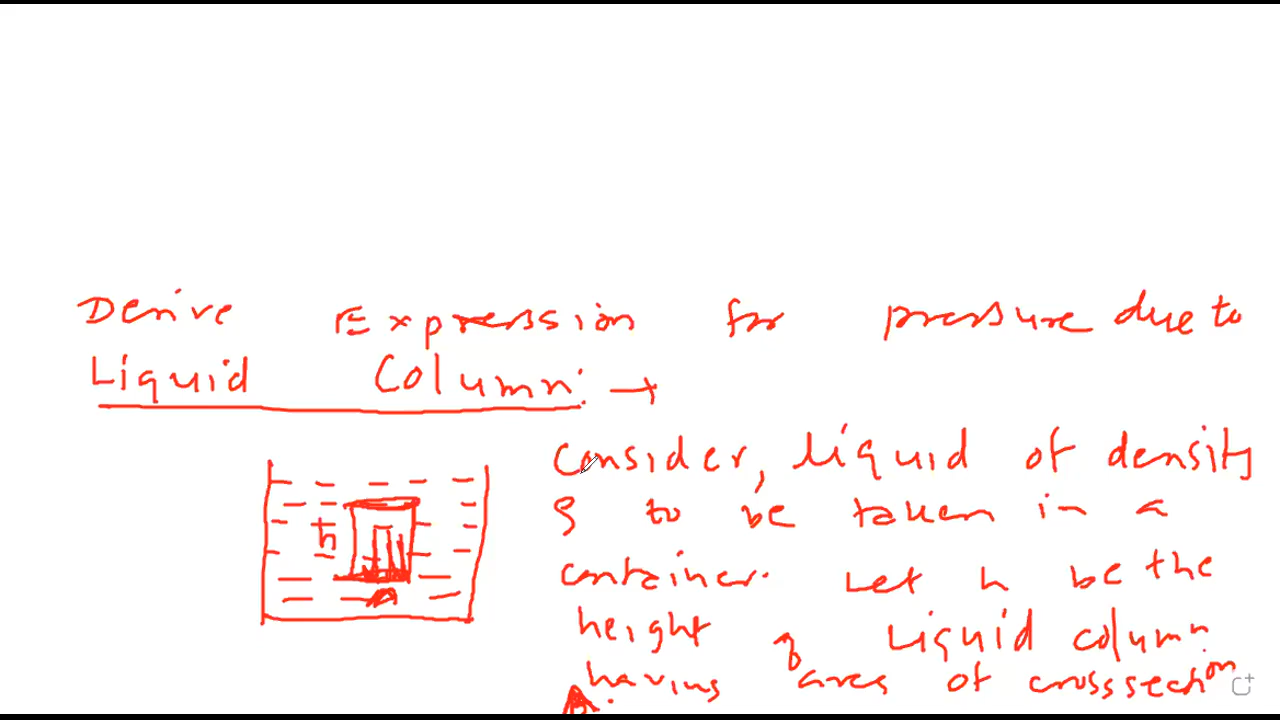 Derive Expression for pressure due to
Liquid Column: →
consider, liquid of density
ρ to be taken in a
container. Let h be the
height of Liquid column
having area of crosssection
A.
h